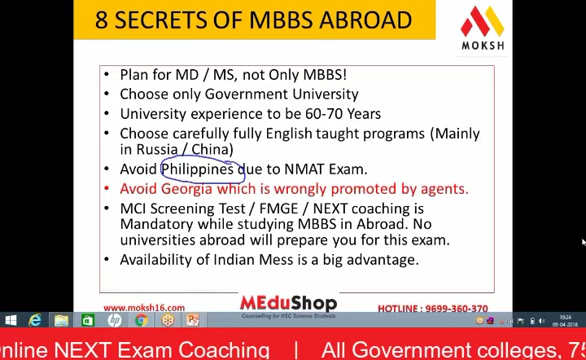 8 SECRETS OF MBBS ABROAD
MOKSH
• Plan for MD / MS, not Only MBBS!
• Choose only Government University
• University experience to be 60-70 Years
• Choose carefully fully English taught programs (Mainly
in Russia / China)
• Avoid Philippines due to NMAT Exam.
• Avoid Georgia which is wrongly promoted by agents.
• MCI Screening Test / FMGE / NEXT coaching is
Mandatory while studying MBBS in Abroad. No
universities abroad will prepare you for this exam.
• Availability of Indian Mess is a big advantage.
www.moksh16.com
MEduShop
Counselling for HSC Science Students
HOTLINE : 9699-360-370
19:24
09-04-2018
nline NEXT Exam Coaching | All Government colleges, 7